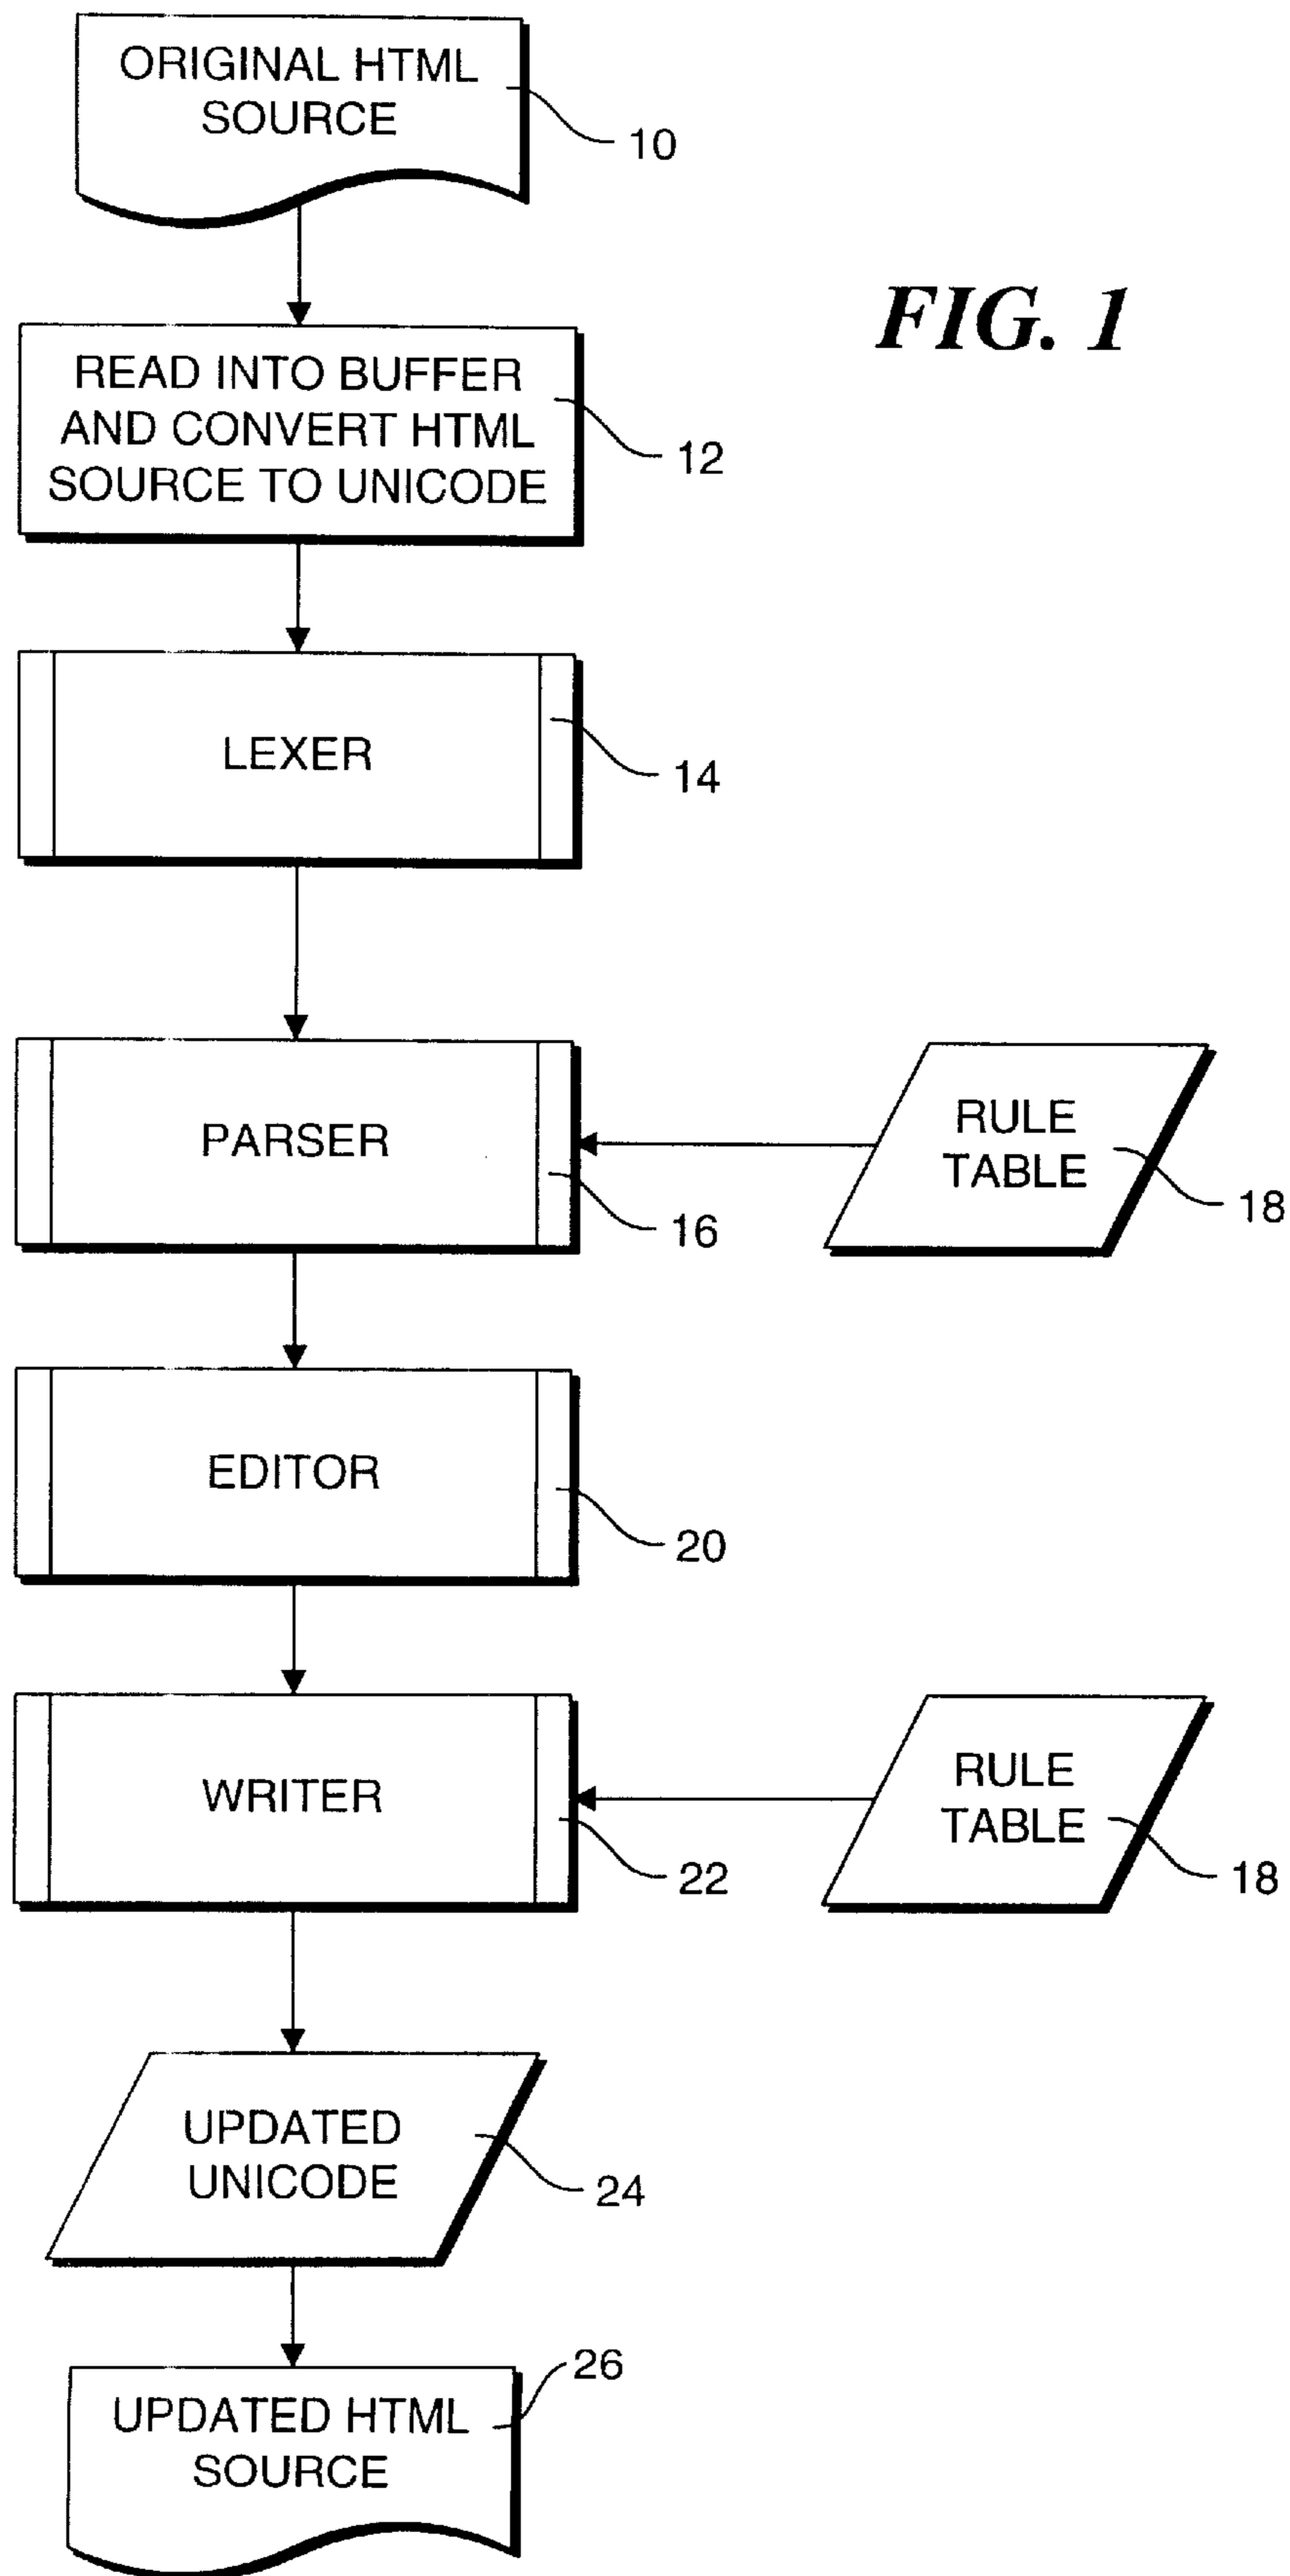 ORIGINAL HTML
SOURCE
10
FIG. 1
READ INTO BUFFER
AND CONVERT HTML
SOURCE TO UNICODE
12
LEXER
14
PARSER
16
RULE
TABLE
18
EDITOR
20
WRITER
22
RULE
TABLE
18
UPDATED
UNICODE
24
26
UPDATED HTML
SOURCE